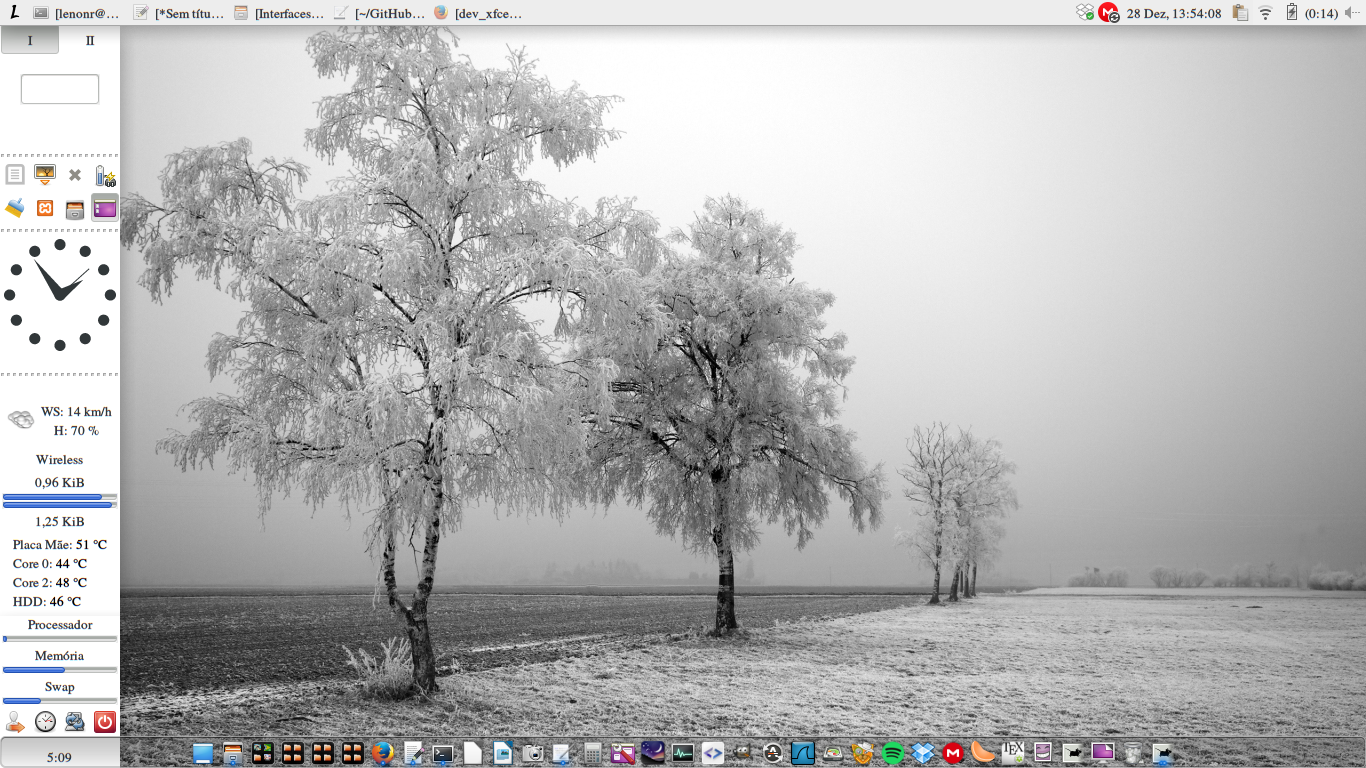 L [lenonr@... [*Sem títu... [Interfaces... [~/GitHub... [dev_xfce... 28 Dez, 13:54:08 (0:14)
I II
WS: 14 km/h
H: 70 %
Wireless
0,96 KiB
1,25 KiB
Placa Mãe: 51 °C
Core 0: 44 °C
Core 2: 48 °C
HDD: 46 °C
Processador
Memória
Swap
5:09
TEX